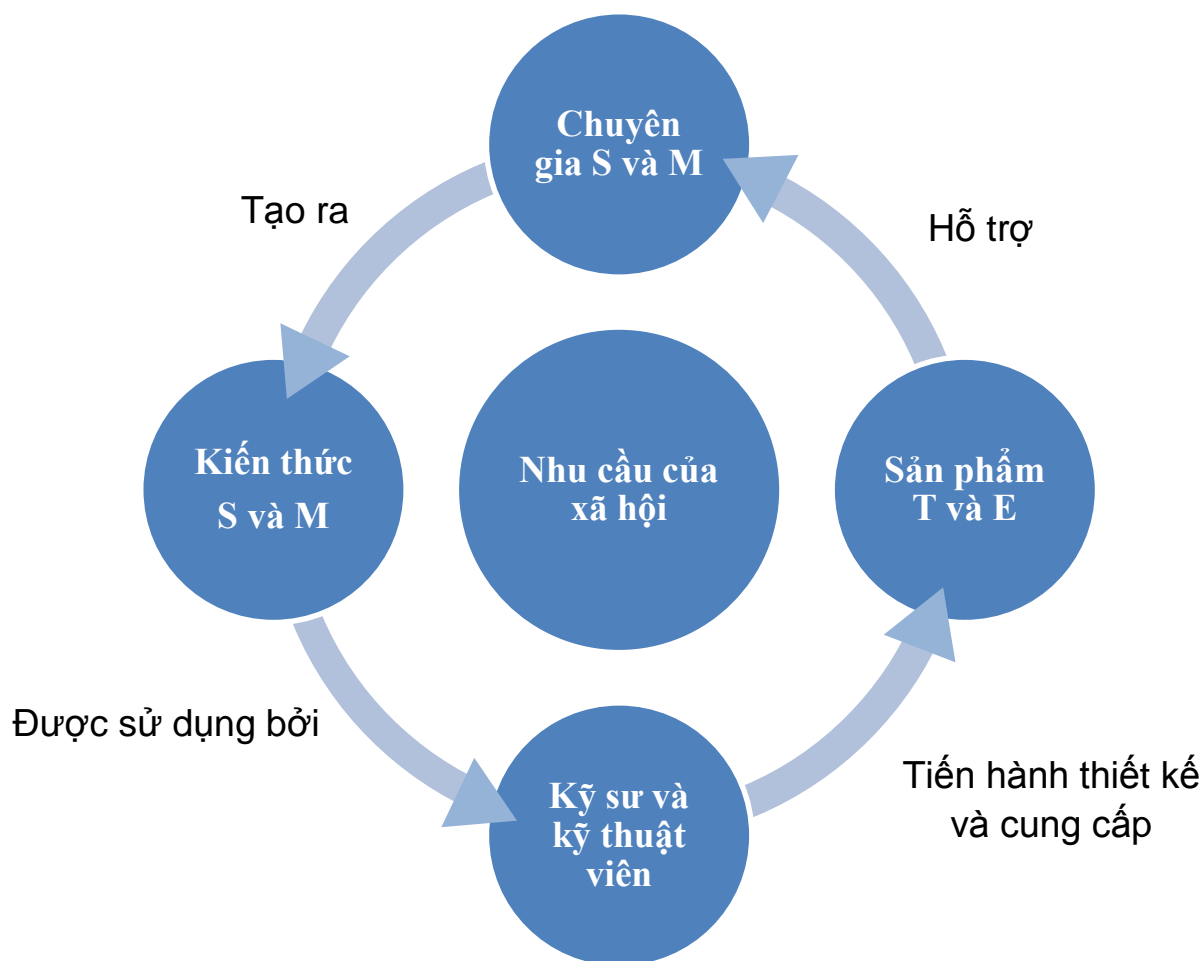 Chuyên
gia S và M
Tạo ra
Hỗ trợ
Kiến thức
S và M
Nhu cầu của
xã hội
Sản phẩm
T và E
Được sử dụng bởi
Kỹ sư và
kỹ thuật
viên
Tiến hành thiết kế
và cung cấp